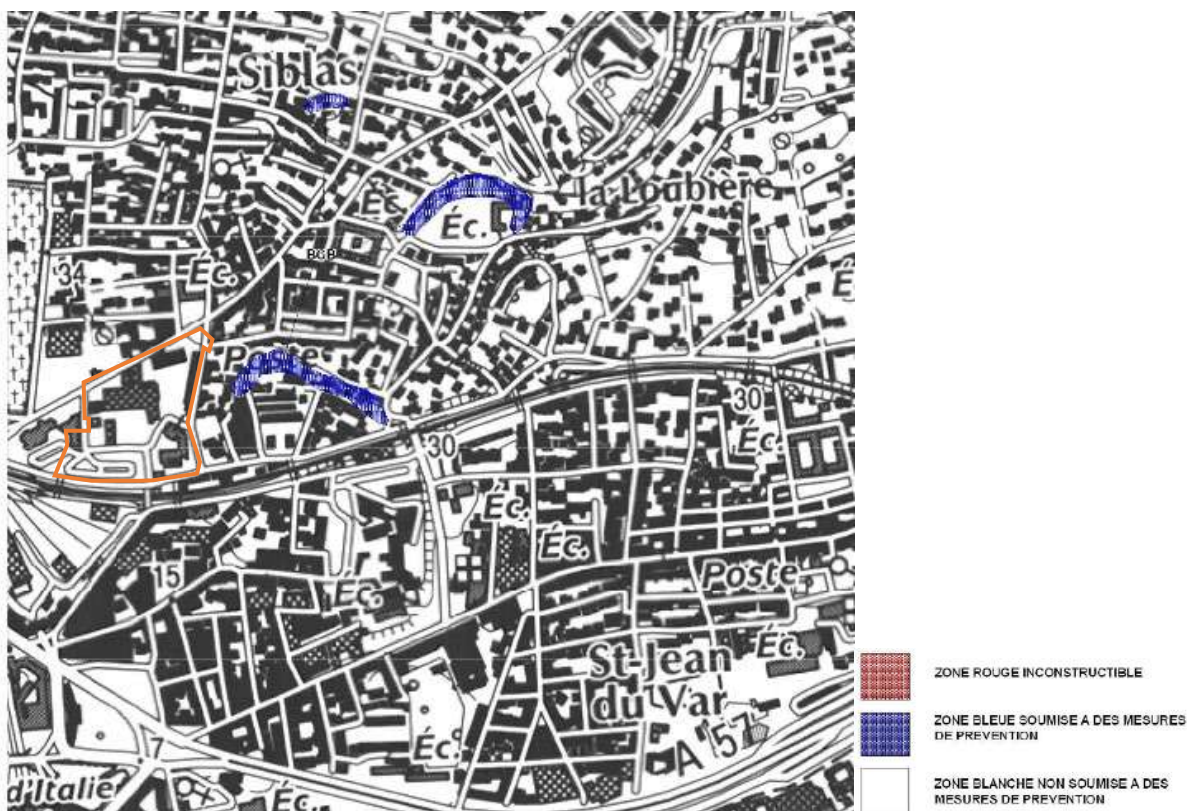 Siblas
la Loubière
Éc.
Éc.
BGB
34
Éc.
É
Poste
30
30
Éc.
Éc.
Éc.
15
Éc.
Poste
Éc.
St-Jean
du Var
Éc.
A 57
7
d'Italie
Éc.
ZONE ROUGE INCONSTRUCTIBLE
ZONE BLEUE SOUMISE A DES MESURES
DE PREVENTION
ZONE BLANCHE NON SOUMISE A DES
MESURES DE PREVENTION